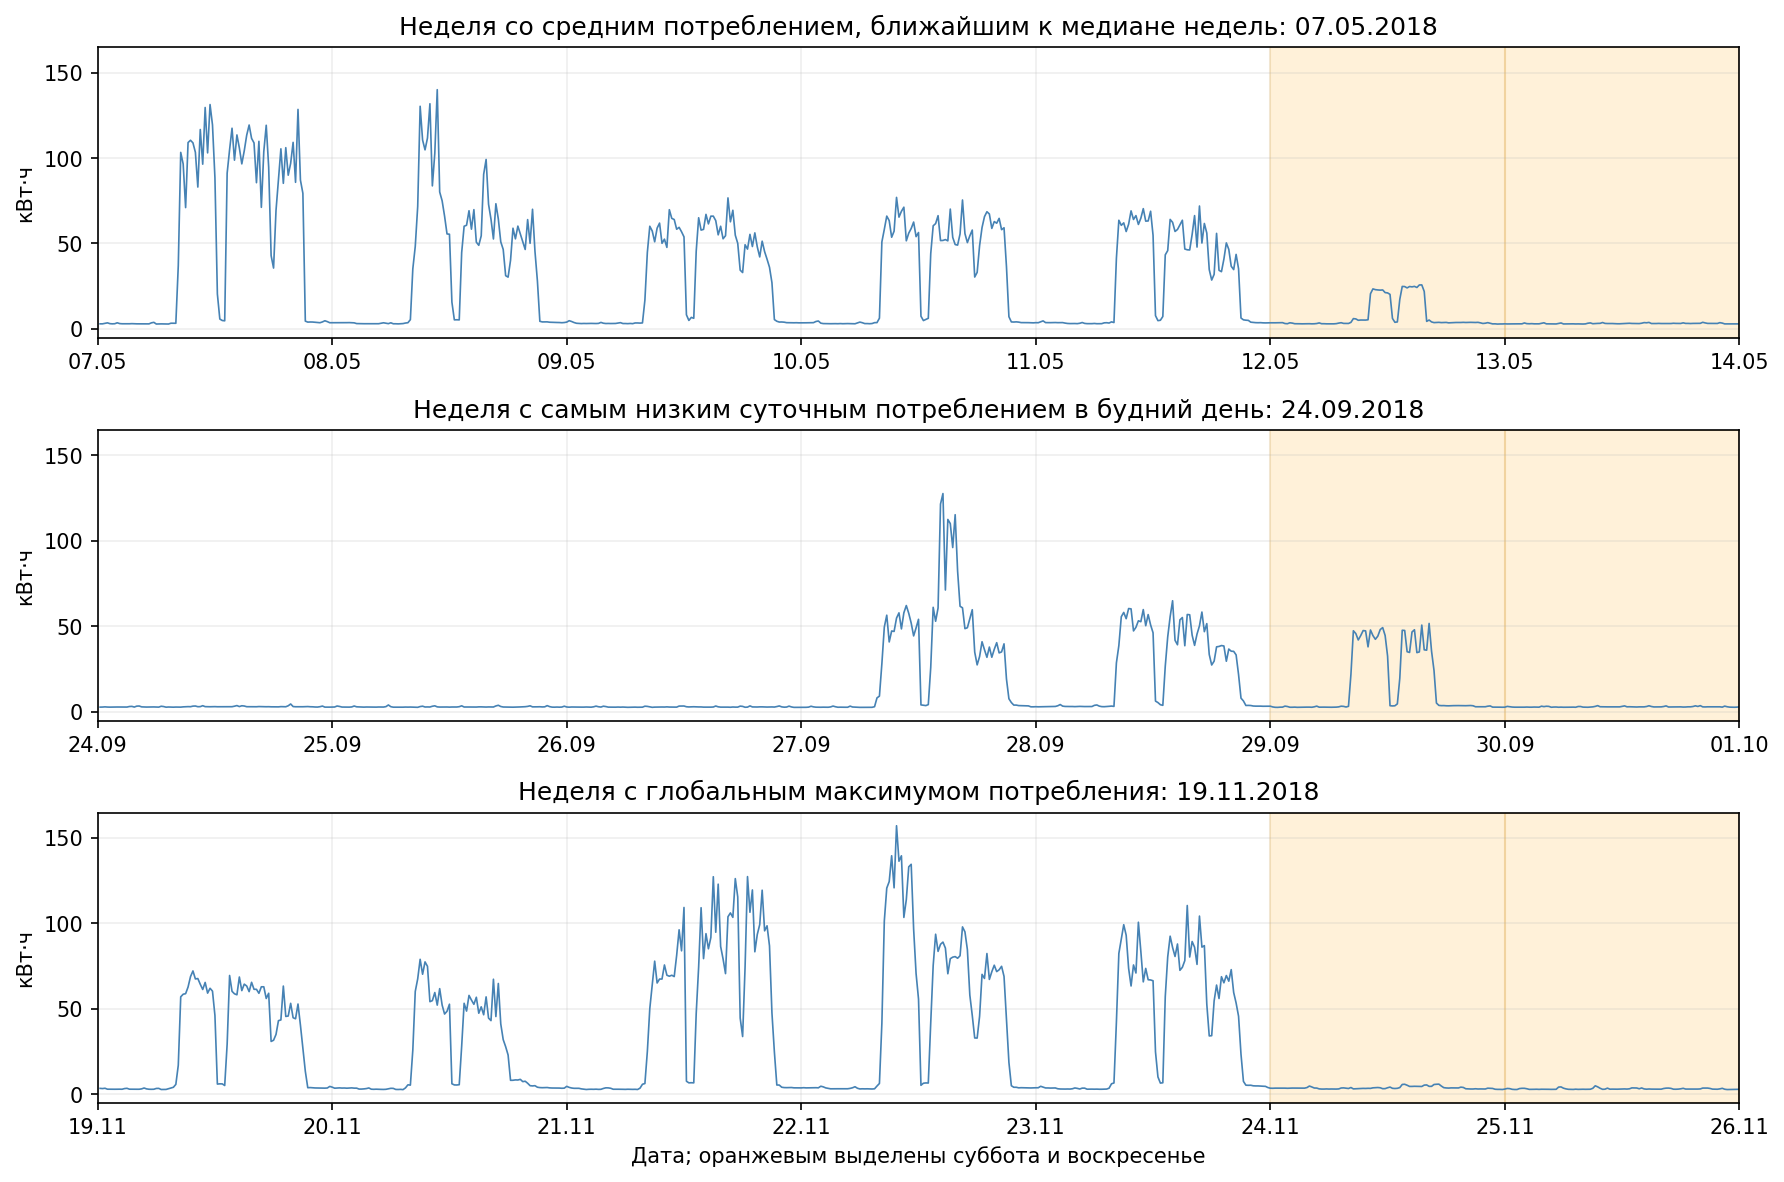 Неделя со средним потреблением, ближайшим к медиане недель: 07.05.2018
150
100
50
0
кВт·ч
07.05 08.05 09.05 10.05 11.05 12.05 13.05 14.05
Неделя с самым низким суточным потреблением в будний день: 24.09.2018
150
100
50
0
кВт·ч
24.09 25.09 26.09 27.09 28.09 29.09 30.09 01.10
Неделя с глобальным максимумом потребления: 19.11.2018
150
100
50
0
кВт·ч
19.11 20.11 21.11 22.11 23.11 24.11 25.11 26.11
Дата; оранжевым выделены суббота и воскресенье